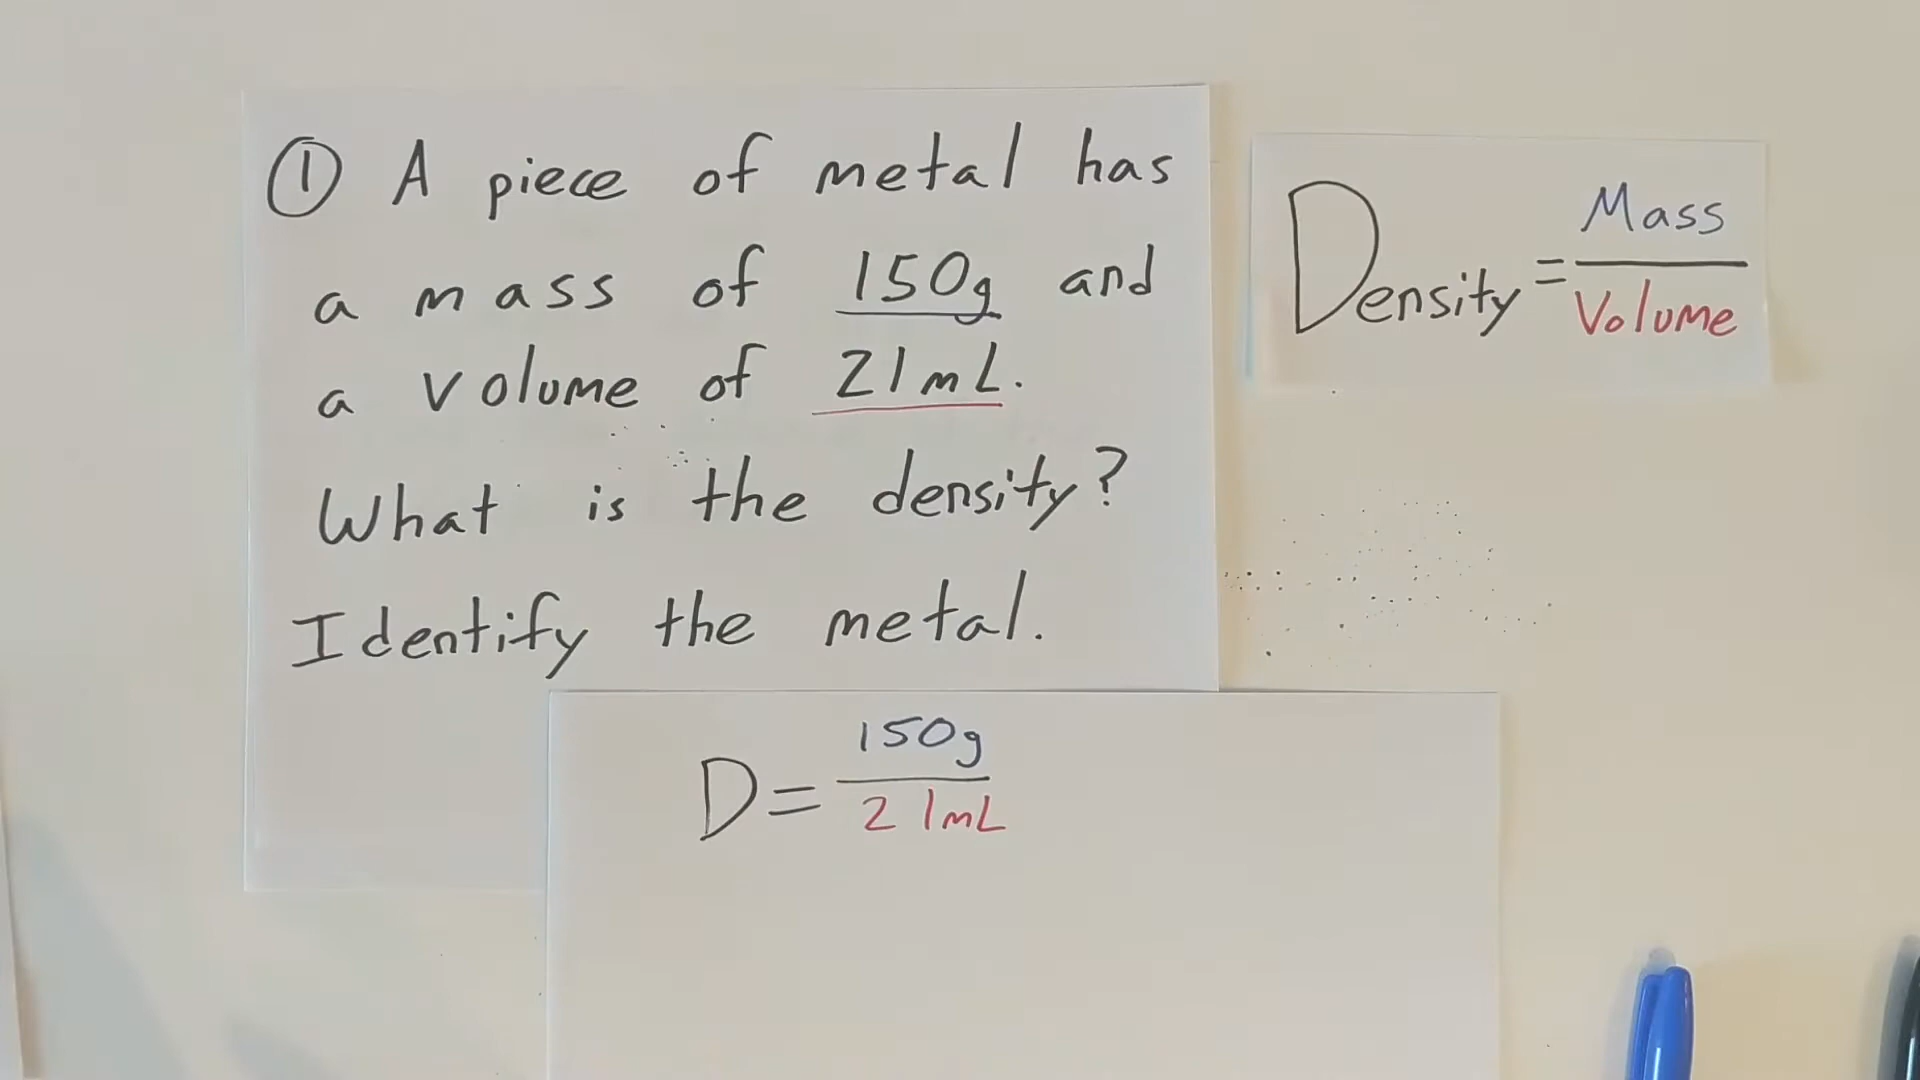 ① A piece of metal has
a mass of 150g and
a volume of 21mL.
What is the density?
Identify the metal.
Density = Mass
Volume
D = 150g
21mL